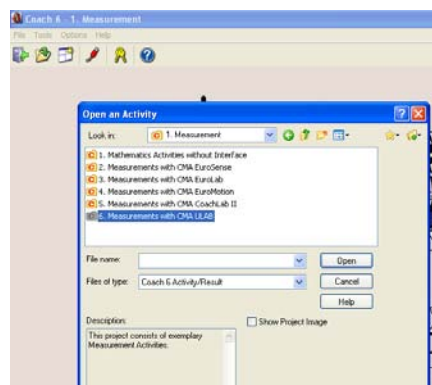 Coach 6 - 1. Measurement
File Tools Options Help
Open an Activity
Look in: 1. Measurement
1. Mathematics Activities without Interface
2. Measurements with CMA EuroSense
3. Measurements with CMA EuroLab
4. Measurements with CMA EuroMotion
5. Measurements with CMA CoachLab II
6. Measurements with CMA ULAB
File name: Open
Files of type: Coach 6 Activity/Result Cancel
Help
Description: Show Project Image
This project consists of exemplary
Measurement Activities.